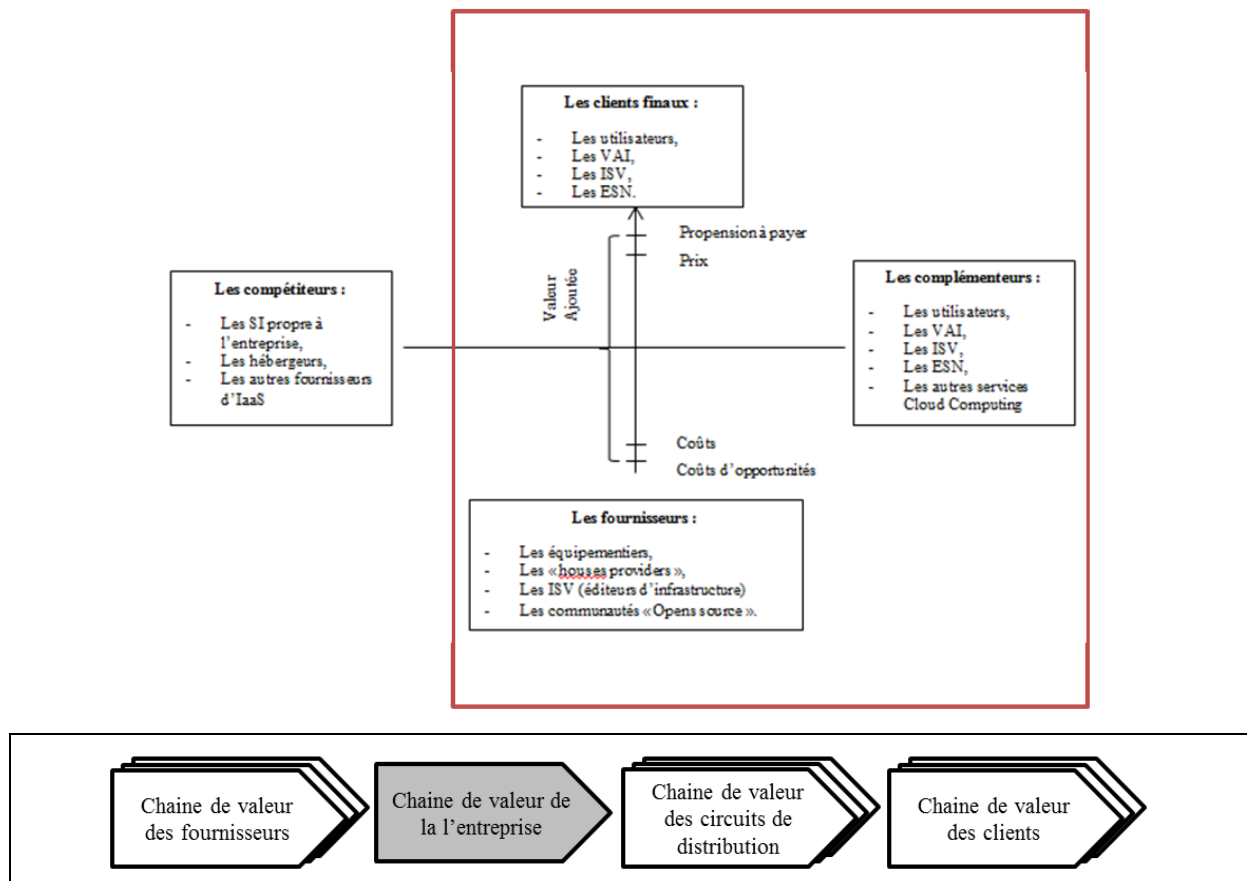 Les clients finaux :
- Les utilisateurs,
- Les VAI,
- Les ISV,
- Les ESN.
Propension à payer
Prix
Valeur
Ajoutée
Les compétiteurs :
- Les SI propre à
l'entreprise,
- Les hébergeurs,
- Les autres fournisseurs
d'IaaS
Les complémenteurs :
- Les utilisateurs,
- Les VAI,
- Les ISV,
- Les ESN,
- Les autres services
Cloud Computing
Coûts
Coûts d'opportunités
Les fournisseurs :
- Les équipementiers,
- Les « houses providers »,
- Les ISV (éditeurs d'infrastructure)
- Les communautés « Opens source ».
Chaine de valeur
des fournisseurs
Chaine de valeur de
la l'entreprise
Chaine de valeur
des circuits de
distribution
Chaine de valeur
des clients